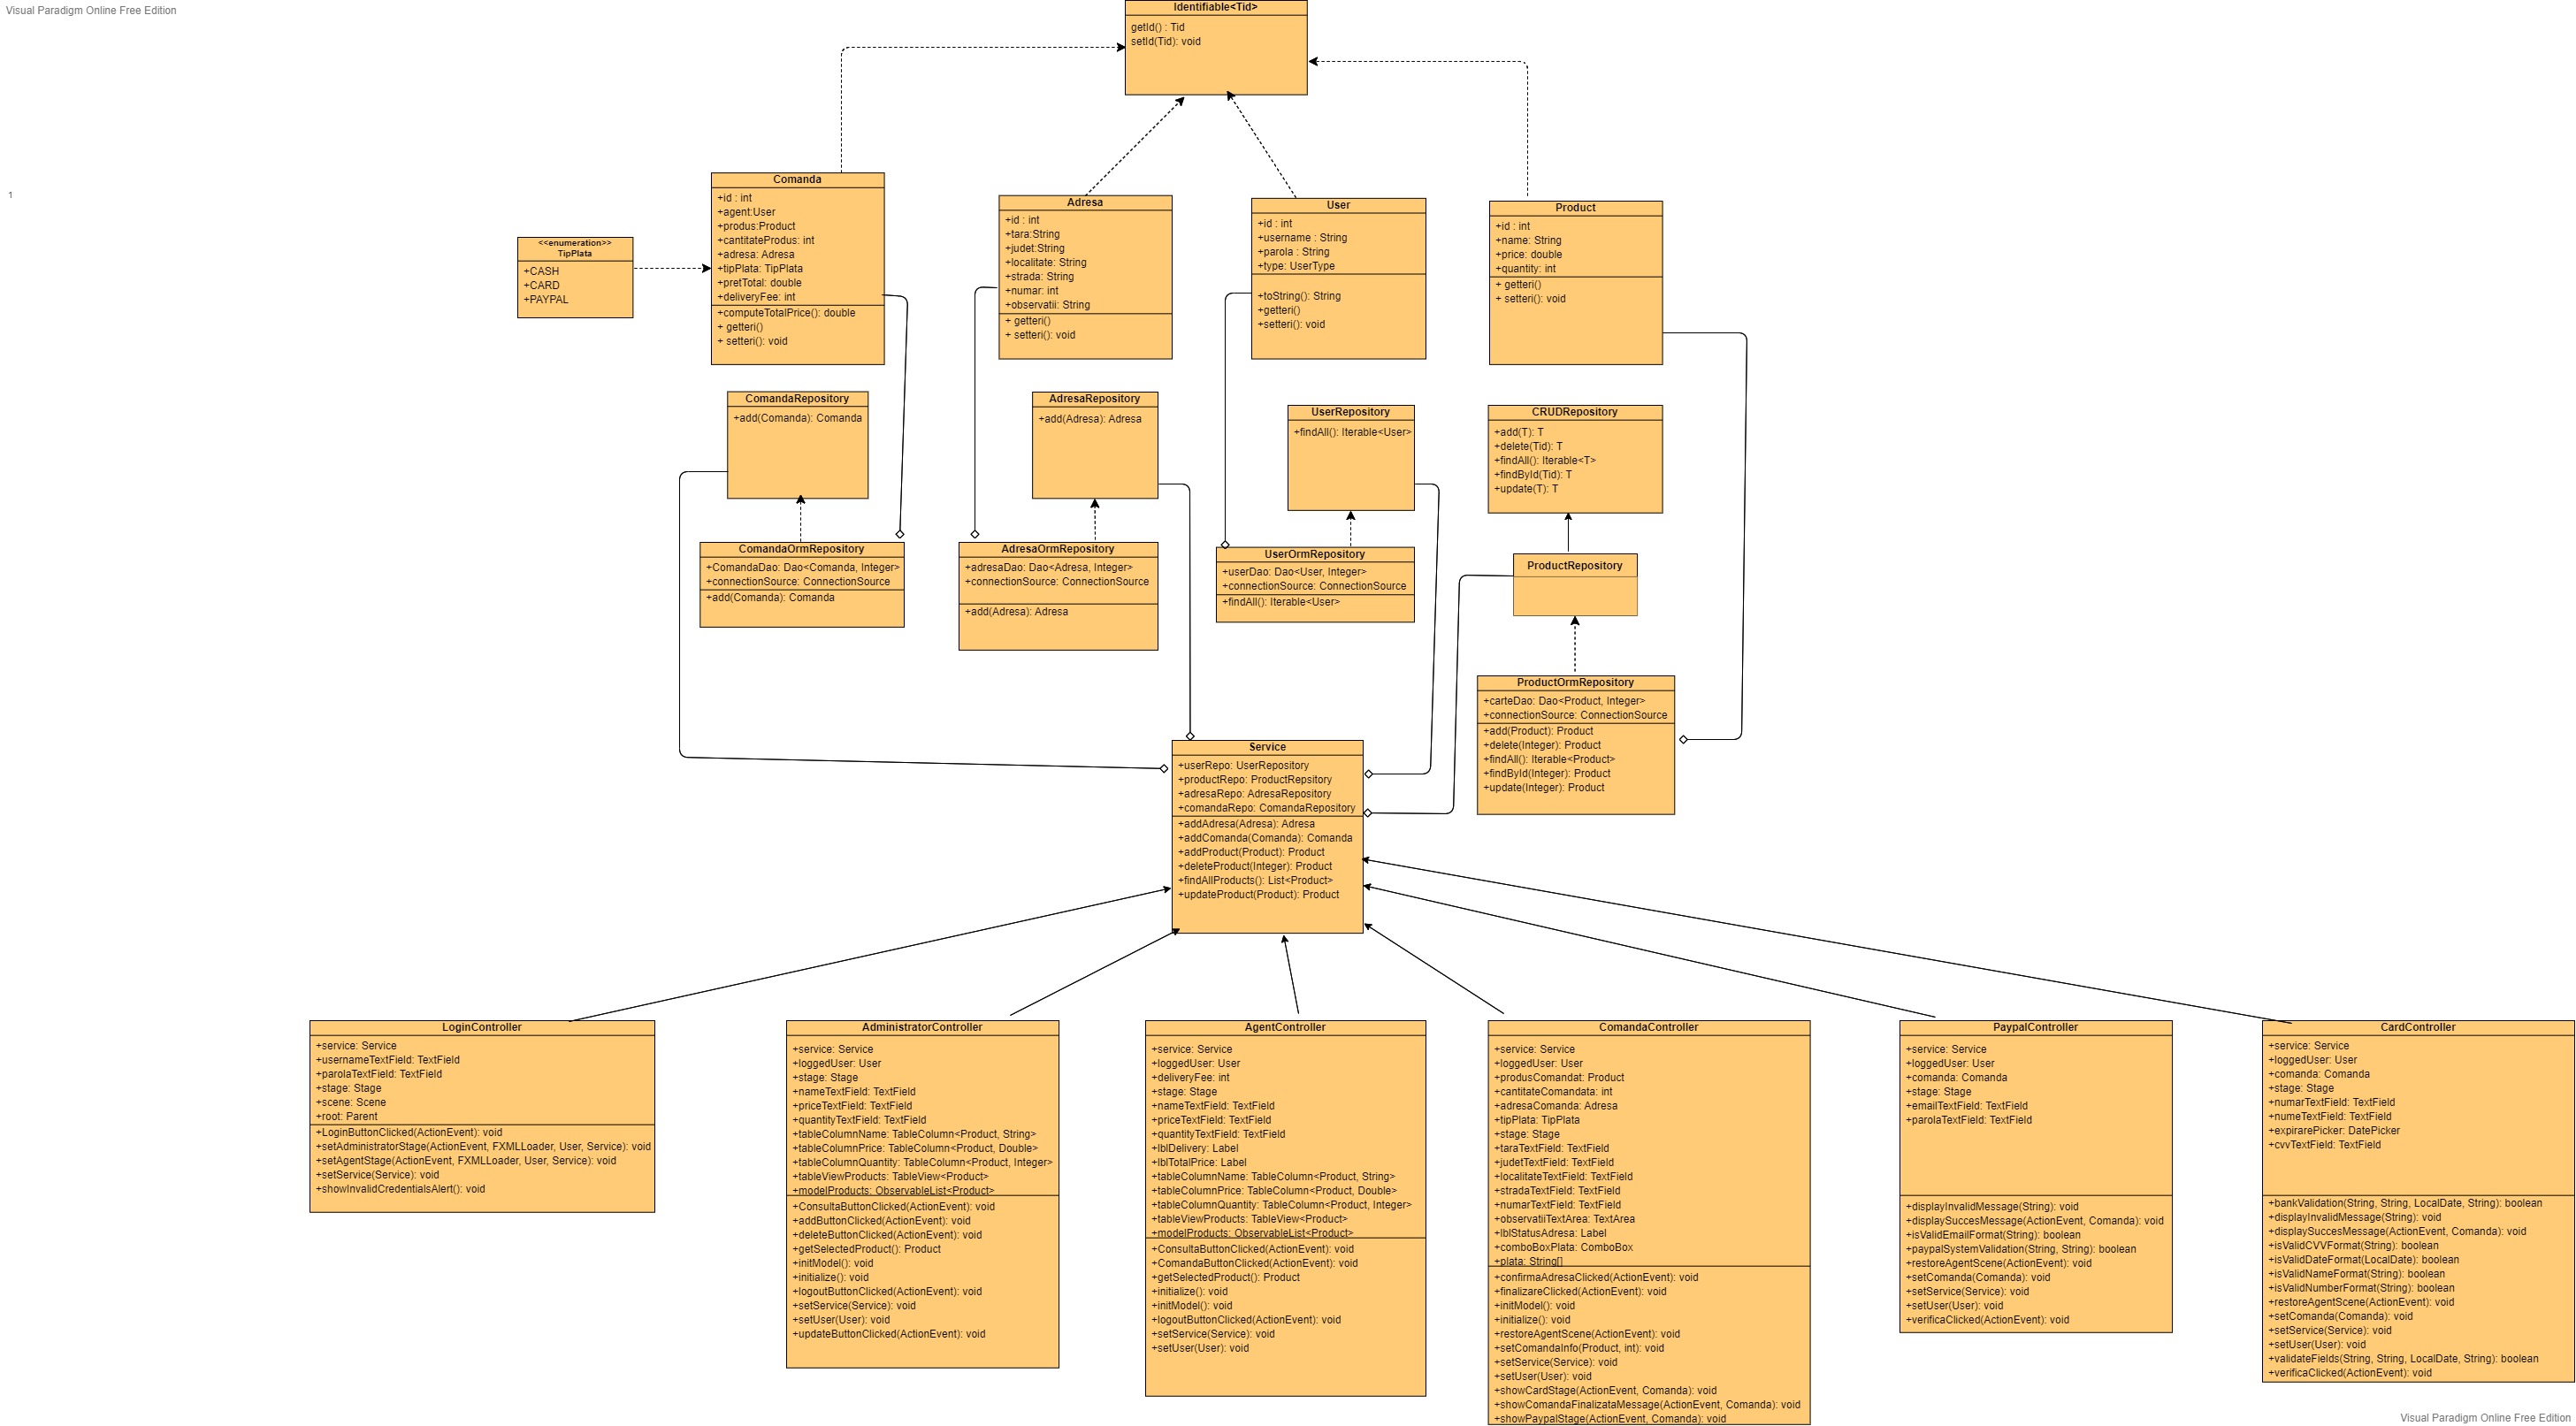 Visual Paradigm Online Free Edition
Identifiable<Tid>
getId() : Tid
setId(Tid): void
1
Comanda
+id : int
+agent:User
+produs:Product
+cantitateProdus: int
+adresa: Adresa
+tipPlata: TipPlata
+pretTotal: double
+deliveryFee: int
+computeTotalPrice(): double
+ getteri()
+ setteri(): void
Adresa
+id : int
+tara:String
+judet:String
+localitate: String
+strada: String
+numar: int
+observatii: String
+ getteri()
+ setteri(): void
User
+id : int
+username : String
+parola : String
+type: UserType
+toString(): String
+getteri()
+setteri(): void
Product
+id : int
+name: String
+price: double
+quantity: int
+ getteri()
+ setteri(): void
<<enumeration>>
TipPlata
+CASH
+CARD
+PAYPAL
ComandaRepository
+add(Comanda): Comanda
AdresaRepository
+add(Adresa): Adresa
UserRepository
+findAll(): Iterable<User>
CRUDRepository
+add(T): T
+delete(Tid): T
+findAll(): Iterable<T>
+findById(Tid): T
+update(T): T
ComandaOrmRepository
+ComandaDao: Dao<Comanda, Integer>
+connectionSource: ConnectionSource
+add(Comanda): Comanda
AdresaOrmRepository
+adresaDao: Dao<Adresa, Integer>
+connectionSource: ConnectionSource
+add(Adresa): Adresa
UserOrmRepository
+userDao: Dao<User, Integer>
+connectionSource: ConnectionSource
+findAll(): Iterable<User>
ProductRepository
ProductOrmRepository
+carteDao: Dao<Product, Integer>
+connectionSource: ConnectionSource
+add(Product): Product
+delete(Integer): Product
+findAll(): Iterable<Product>
+findById(Integer): Product
+update(Integer): Product
Service
+userRepo: UserRepository
+productRepo: ProductRepsitory
+adresaRepo: AdresaRepository
+comandaRepo: ComandaRepository
+addAdresa(Adresa): Adresa
+addComanda(Comanda): Comanda
+addProduct(Product): Product
+deleteProduct(Integer): Product
+findAllProducts(): List<Product>
+updateProduct(Product): Product
LoginController
+service: Service
+usernameTextField: TextField
+parolaTextField: TextField
+stage: Stage
+scene: Scene
+root: Parent
+LoginButtonClicked(ActionEvent): void
+setAdministratorStage(ActionEvent, FXMLLoader, User, Service): void
+setAgentStage(ActionEvent, FXMLLoader, User, Service): void
+setService(Service): void
+showInvalidCredentialsAlert(): void
AdministratorController
+service: Service
+loggedUser: User
+stage: Stage
+nameTextField: TextField
+priceTextField: TextField
+quantityTextField: TextField
+tableColumnName: TableColumn<Product, String>
+tableColumnPrice: TableColumn<Product, Double>
+tableColumnQuantity: TableColumn<Product, Integer>
+tableViewProducts: TableView<Product>
+modelProducts: ObservableList<Product>
+ConsultaButtonClicked(ActionEvent): void
+addButtonClicked(ActionEvent): void
+deleteButtonClicked(ActionEvent): void
+getSelectedProduct(): Product
+initModel(): void
+initialize(): void
+logoutButtonClicked(ActionEvent): void
+setService(Service): void
+setUser(User): void
+updateButtonClicked(ActionEvent): void
AgentController
+service: Service
+loggedUser: User
+deliveryFee: int
+stage: Stage
+nameTextField: TextField
+priceTextField: TextField
+quantityTextField: TextField
+lblDelivery: Label
+lblTotalPrice: Label
+tableColumnName: TableColumn<Product, String>
+tableColumnPrice: TableColumn<Product, Double>
+tableColumnQuantity: TableColumn<Product, Integer>
+tableViewProducts: TableView<Product>
+modelProducts: ObservableList<Product>
+ConsultaButtonClicked(ActionEvent): void
+ComandaButtonClicked(ActionEvent): void
+getSelectedProduct(): Product
+initialize(): void
+initModel(): void
+logoutButtonClicked(ActionEvent): void
+setService(Service): void
+setUser(User): void
ComandaController
+service: Service
+loggedUser: User
+produsComandat: Product
+cantitateComandata: int
+adresaComanda: Adresa
+tipPlata: TipPlata
+stage: Stage
+taraTextField: TextField
+judetTextField: TextField
+localitateTextField: TextField
+stradaTextField: TextField
+numarTextField: TextField
+observatiiTextArea: TextArea
+lblStatusAdresa: Label
+comboBoxPlata: ComboBox
+plata: String[]
+confirmaAdresaClicked(ActionEvent): void
+finalizareClicked(ActionEvent): void
+initModel(): void
+initialize(): void
+restoreAgentScene(ActionEvent): void
+setComandaInfo(Product, int): void
+setService(Service): void
+setUser(User): void
+showCardStage(ActionEvent, Comanda): void
+showComandaFinalizataMessage(ActionEvent, Comanda): void
+showPaypalStage(ActionEvent, Comanda): void
PaypalController
+service: Service
+loggedUser: User
+comanda: Comanda
+stage: Stage
+emailTextField: TextField
+parolaTextField: TextField
+displayInvalidMessage(String): void
+displaySuccesMessage(ActionEvent, Comanda): void
+isValidEmailFormat(String): boolean
+paypalSystemValidation(String, String): boolean
+restoreAgentScene(ActionEvent): void
+setComanda(Comanda): void
+setService(Service): void
+setUser(User): void
+verificaClicked(ActionEvent): void
CardController
+service: Service
+loggedUser: User
+comanda: Comanda
+stage: Stage
+numarTextField: TextField
+numeTextField: TextField
+expirarePicker: DatePicker
+cvvTextField: TextField
+bankValidation(String, String, LocalDate, String): boolean
+displayInvalidMessage(String): void
+displaySuccesMessage(ActionEvent, Comanda): void
+isValidCVVFormat(String): boolean
+isValidDateFormat(LocalDate): boolean
+isValidNameFormat(String): boolean
+isValidNumberFormat(String): boolean
+restoreAgentScene(ActionEvent): void
+setComanda(Comanda): void
+setService(Service): void
+setUser(User): void
+validateFields(String, String, LocalDate, String): boolean
+verificaClicked(ActionEvent): void
Visual Paradigm Online Free Edition